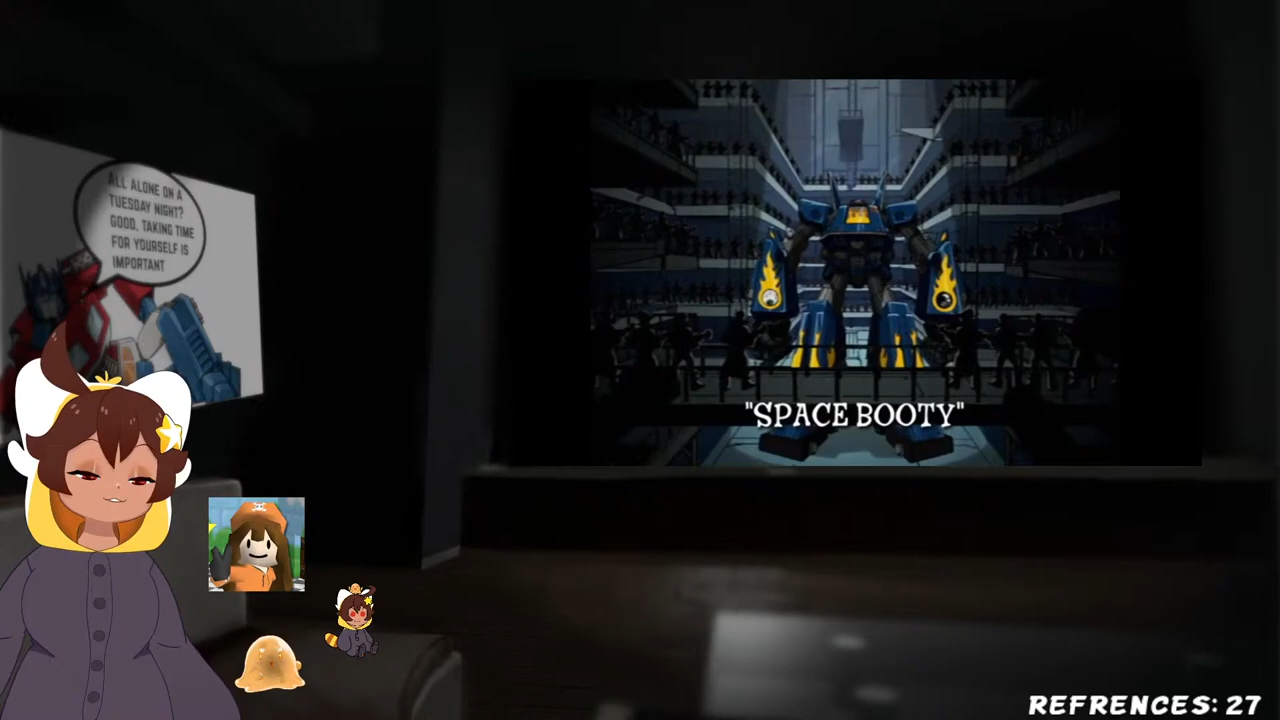 ALL ALONE ON A
TUESDAY NIGHT?
GOOD, TAKING TIME
FOR YOURSELF IS
IMPORTANT
"SPACE BOOTY"
REFRENCES: 27